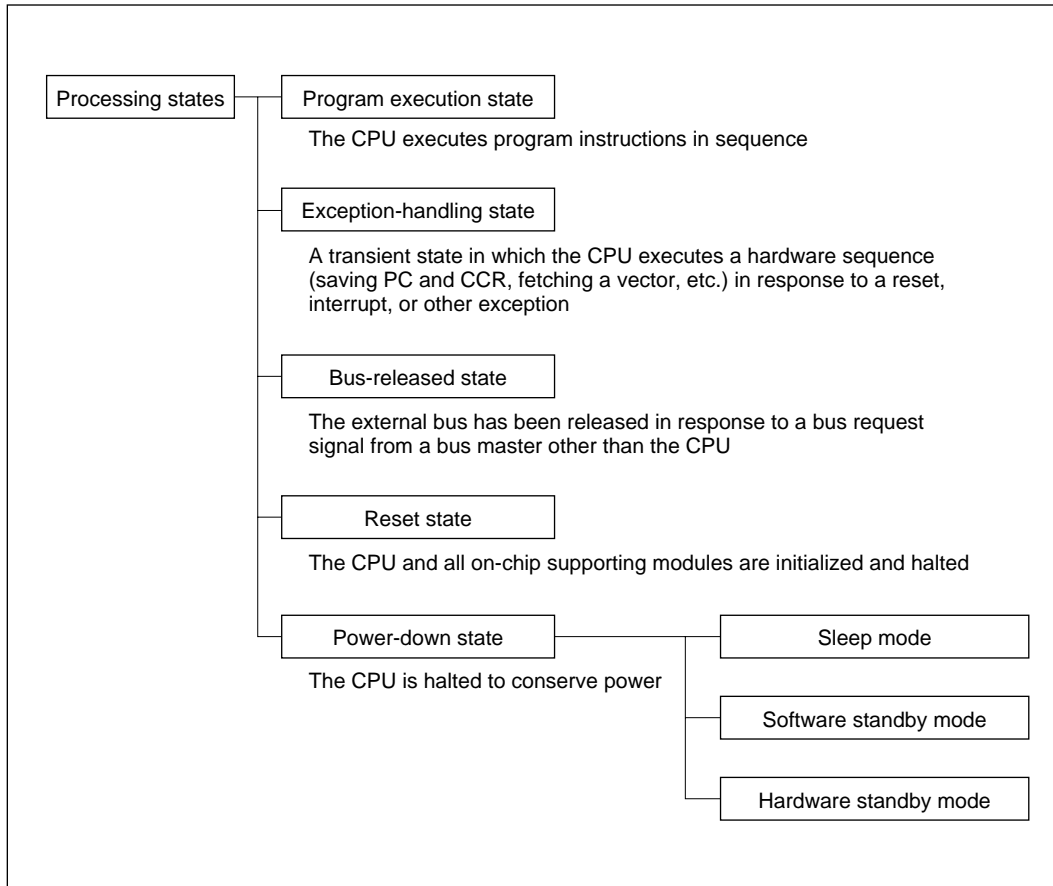 Processing states
Program execution state
The CPU executes program instructions in sequence
Exception-handling state
A transient state in which the CPU executes a hardware sequence
(saving PC and CCR, fetching a vector, etc.) in response to a reset,
interrupt, or other exception
Bus-released state
The external bus has been released in response to a bus request
signal from a bus master other than the CPU
Reset state
The CPU and all on-chip supporting modules are initialized and halted
Power-down state
The CPU is halted to conserve power
Sleep mode
Software standby mode
Hardware standby mode